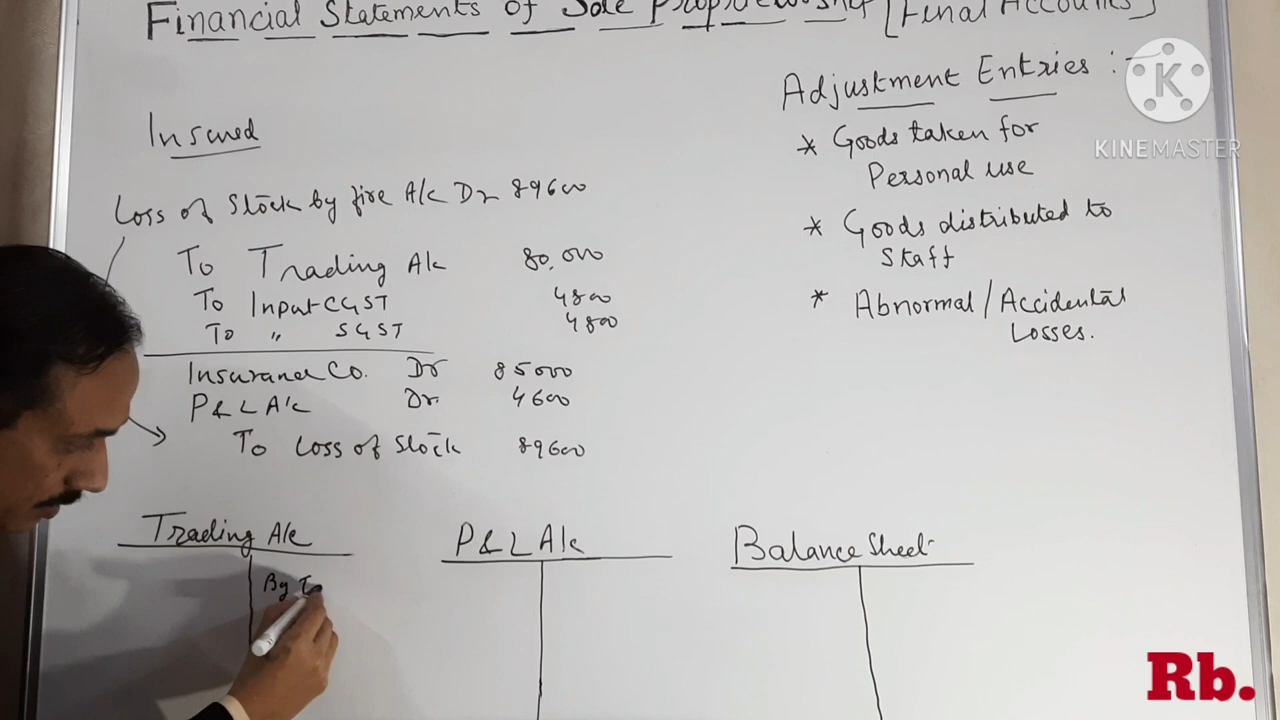 Financial Statements Of Sole Proprietorship [Final Accounts]
Insured
Loss of Stock by fire A/c Dr 89600
To Trading A/c 80,000
To Input CGST 4800
To " SGST 4800
Insurance Co. Dr 85000
P & L A/c Dr. 4600
To Loss of Stock 89600
Adjustment Entries :-
* Goods taken for
Personal use
* Goods distributed to
Staff
* Abnormal / Accidental
Losses.
K
KINEMASTER
Trading A/c
By
P & L A/c
Balance Sheet
Rb.